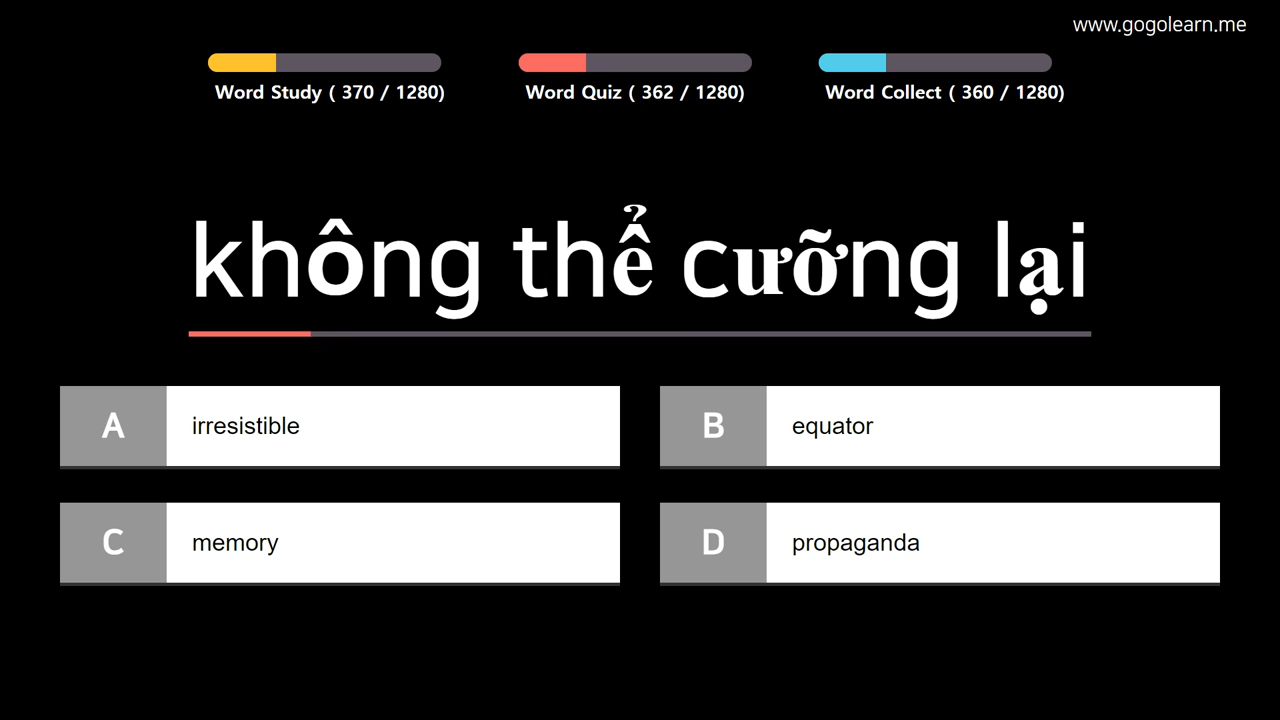 www.gogolearn.me
Word Study ( 370 / 1280)
Word Quiz ( 362 / 1280)
Word Collect ( 360 / 1280)
không thể cưỡng lại
A irresistible
B equator
C memory
D propaganda